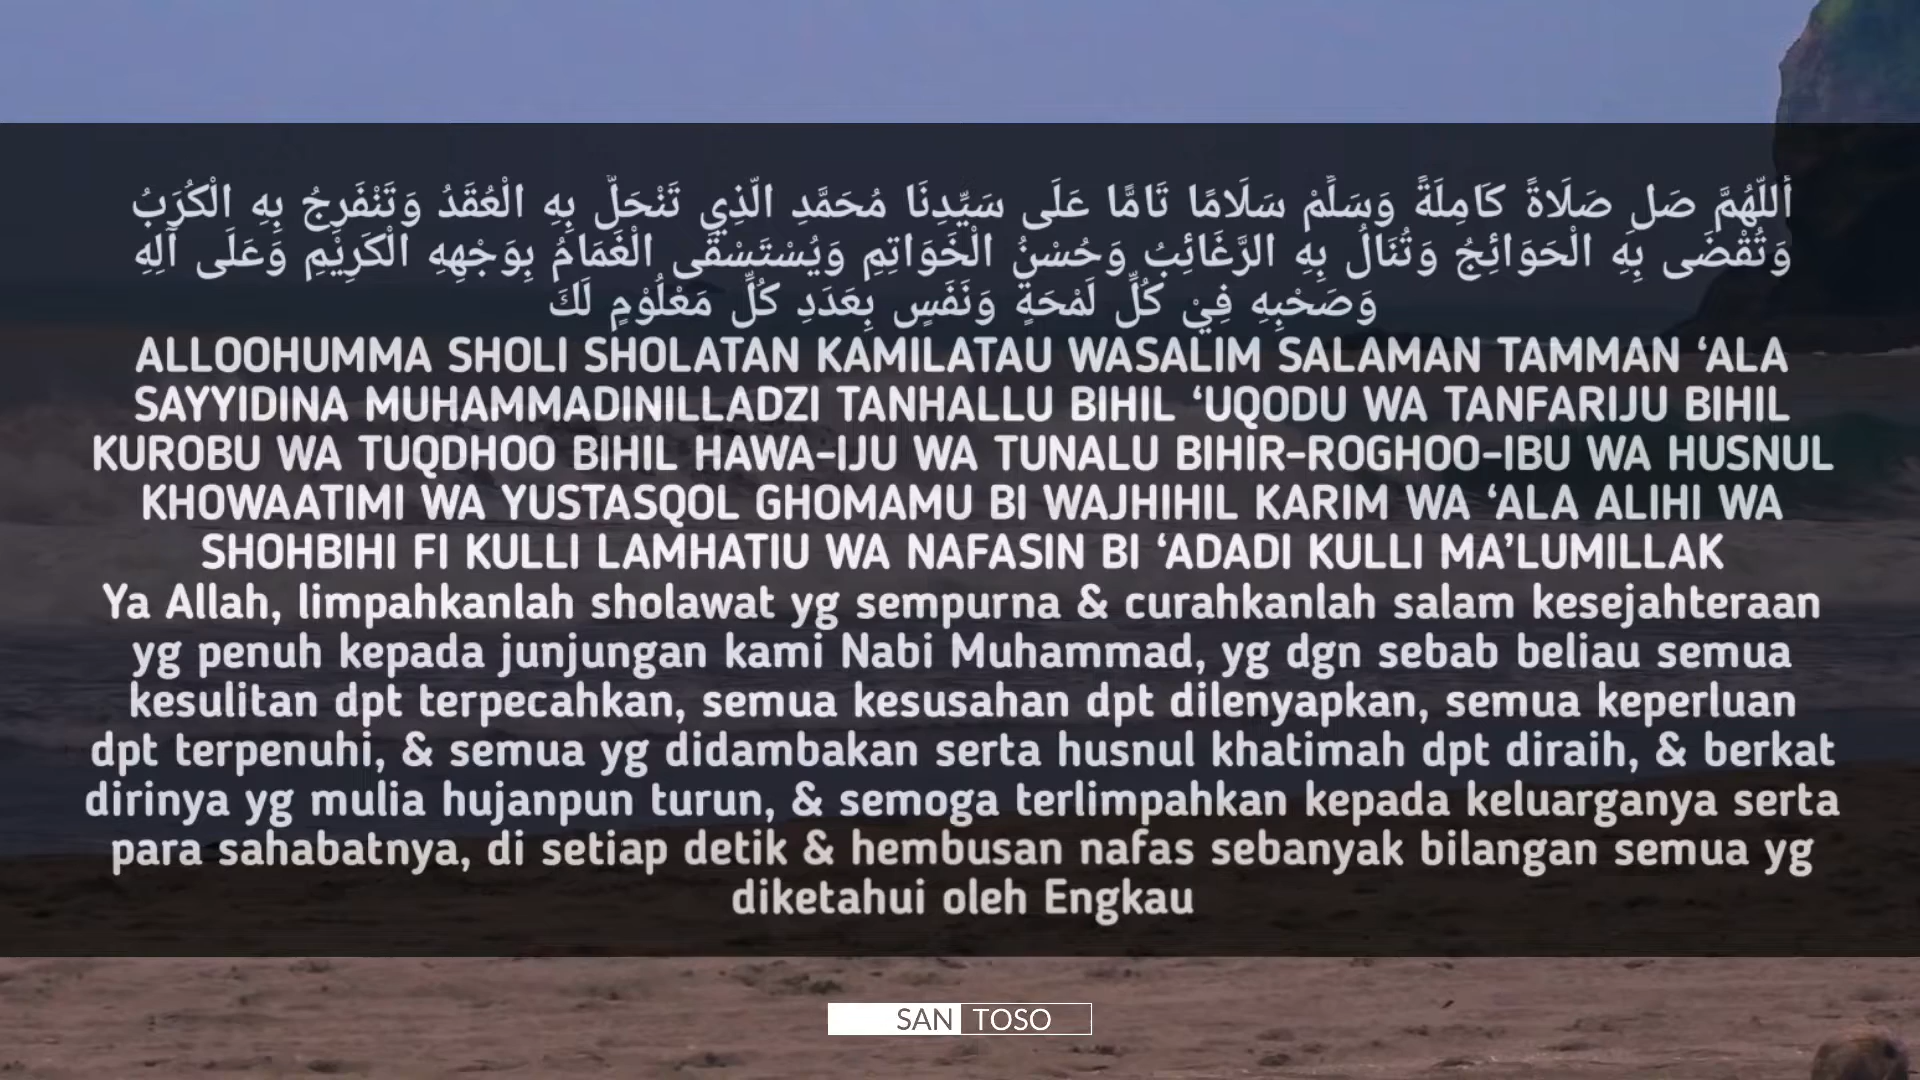 أَللّهُمَّ صَلِ صَلَاةً كَامِلَةً وَسَلِّمْ سَلَامًا تَامًّا عَلَى سَيِّدِنَا مُحَمَّدِ الّذِي تَنْحَلّ بِهِ الْعُقَدُ وَتَنْفَرِجُ بِهِ الْكُرَبُ
وَتُقْضَى بِهِ الْحَوَائِجُ وَتُنَالُ بِهِ الرَّغَائِبُ وَحُسْنُ الْخَوَاتِمِ وَيُسْتَسْقَى الْغَمَامُ بِوَجْهِهِ الْكَرِيْمِ وَعَلَى آلِهِ
وَصَحْبِهِ فِيْ كُلِّ لَمْحَةٍ وَنَفَسٍ بِعَدَدِ كُلِّ مَعْلُوْمٍ لَكَ
ALLOOHUMMA SHOLI SHOLATAN KAMILATAU WASALIM SALAMAN TAMMAN ‘ALA
SAYYIDINA MUHAMMADINILLADZI TANHALLU BIHIL ‘UQODU WA TANFARIJU BIHIL
KUROBU WA TUQDHOO BIHIL HAWA-IJU WA TUNALU BIHIR-ROGHOO-IBU WA HUSNUL
KHOWAATIMI WA YUSTASQOL GHOMAMU BI WAJHIHIL KARIM WA ‘ALA ALIHI WA
SHOHBIHI FI KULLI LAMHATIU WA NAFASIN BI ‘ADADI KULLI MA’LUMILLAK
Ya Allah, limpahkanlah sholawat yg sempurna & curahkanlah salam kesejahteraan
yg penuh kepada junjungan kami Nabi Muhammad, yg dgn sebab beliau semua
kesulitan dpt terpecahkan, semua kesusahan dpt dilenyapkan, semua keperluan
dpt terpenuhi, & semua yg didambakan serta husnul khatimah dpt diraih, & berkat
dirinya yg mulia hujanpun turun, & semoga terlimpahkan kepada keluarganya serta
para sahabatnya, di setiap detik & hembusan nafas sebanyak bilangan semua yg
diketahui oleh Engkau
SAN TOSO